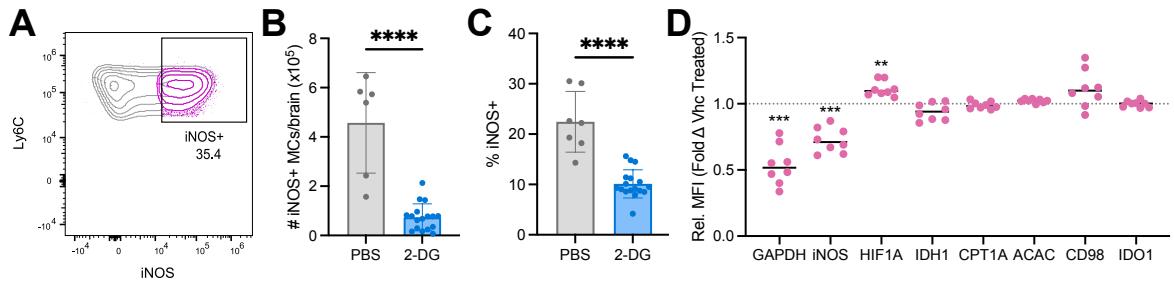 A
Ly6C
10^6
10^5
10^4
0
-10^4
iNOS+
35.4
-10^4
0
10^4
10^5
10^6
iNOS
B
****
# iNOS+ MCs/brain (x10^5)
8
6
4
2
0
PBS 2-DG
C
****
% iNOS+
40
30
20
10
0
PBS 2-DG
D
Rel. MFI (Fold Δ Vhc Treated)
1.5
1.0
0.5
0.0
***
***
**
GAPDH iNOS HIF1A IDH1 CPT1A ACAC CD98 IDO1